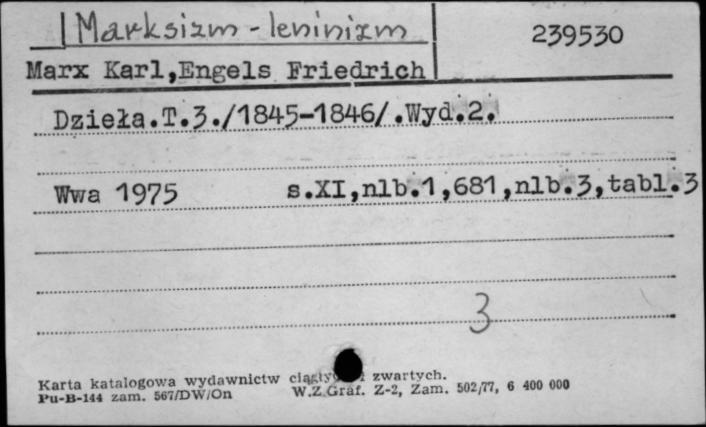 Marksizm - leninizm
239530
Marx Karl,Engels Friedrich
Dzieła.T.3./1845-1846/.Wyd.2.
Wwa 1975 s.XI,nlb.1,681,nlb.3,tabl.3
3
Karta katalogowa wydawnictw zwartych.
Pu-B-144 zam. 567/DW/On W.Z.Graf. Z-2, Zam. 502/77, 6 400 000